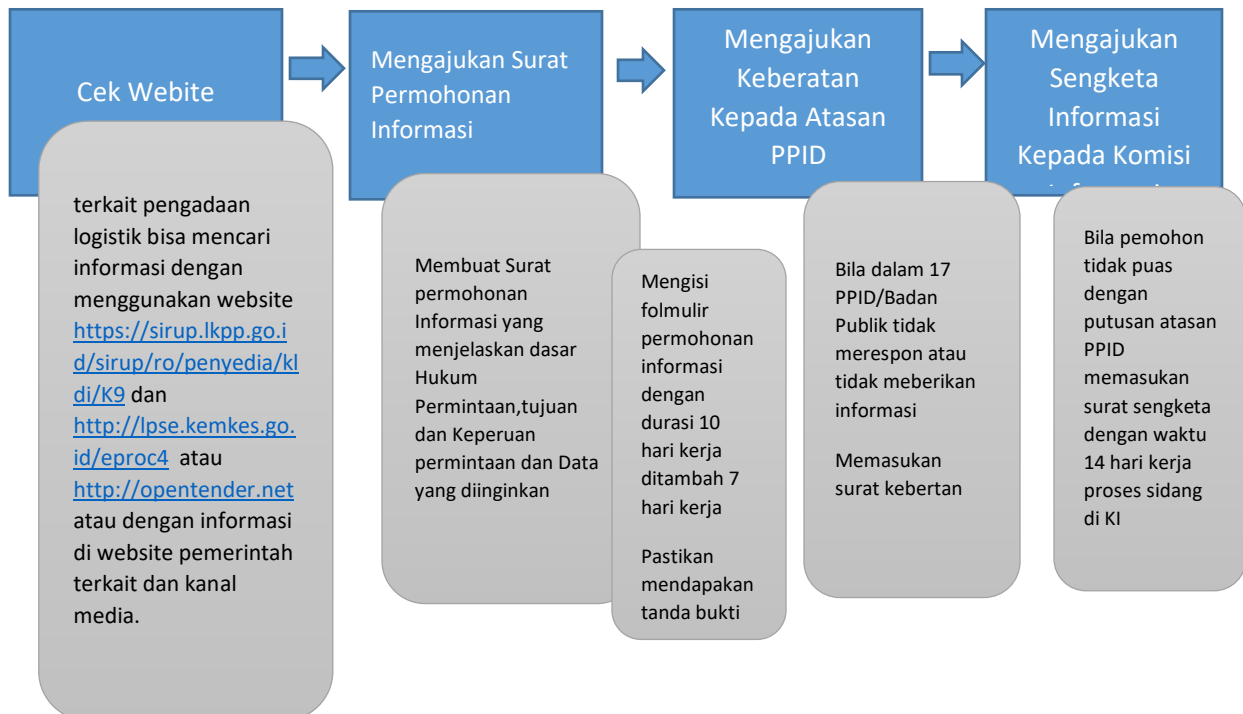 Cek Webite
Mengajukan Surat
Permohonan
Informasi
Mengajukan
Keberatan
Kepada Atasan
PPID
Mengajukan
Sengketa
Informasi
Kepada Komisi
terkait pengadaan
logistik bisa mencari
informasi dengan
menggunakan website
https://sirup.lkpp.go.i
d/sirup/ro/penyedia/kl
di/K9 dan
http://lpse.kemkes.go.
id/eproc4 atau
http://opentender.net
atau dengan informasi
di website pemerintah
terkait dan kanal
media.
Membuat Surat
permohonan
Informasi yang
menjelaskan dasar
Hukum
Permintaan,tujuan
dan Keperuan
permintaan dan Data
yang diinginkan
Mengisi
folmulir
permohonan
informasi
dengan
durasi 10
hari kerja
ditambah 7
hari kerja
Pastikan
mendapakan
tanda bukti
Bila dalam 17
PPID/Badan
Publik tidak
merespon atau
tidak meberikan
informasi
Memasukan
surat kebertan
Bila pemohon
tidak puas
dengan
putusan atasan
PPID
memasukan
surat sengketa
dengan waktu
14 hari kerja
proses sidang
di KI